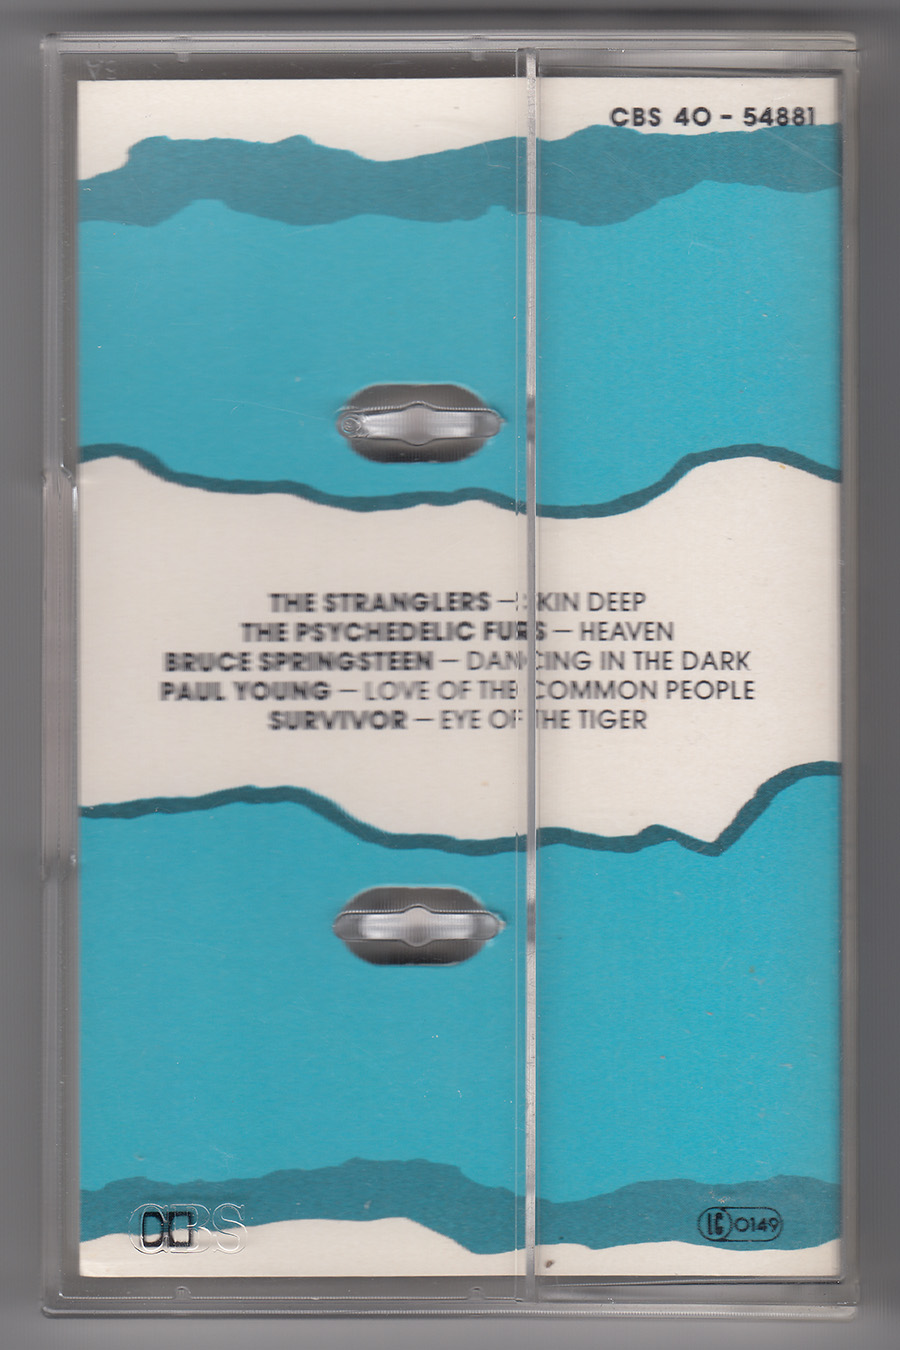 CBS 40 - 54881
THE STRANGLERS — SKIN DEEP
THE PSYCHEDELIC FURS — HEAVEN
BRUCE SPRINGSTEEN — DANCING IN THE DARK
PAUL YOUNG — LOVE OF THE COMMON PEOPLE
SURVIVOR — EYE OF THE TIGER
CBS
LC 0149